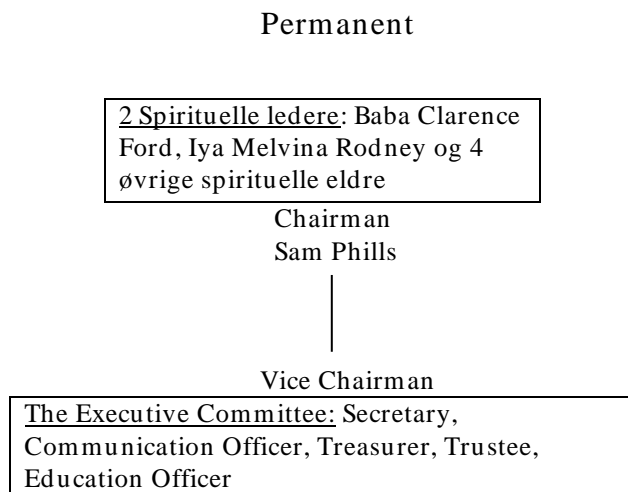 Permanent
2 Spirituelle ledere: Baba Clarence
Ford, Iya Melvina Rodney og 4
øvrige spirituelle eldre
Chairman
Sam Phills
Vice Chairman
The Executive Committee: Secretary,
Communication Officer, Treasurer, Trustee,
Education Officer